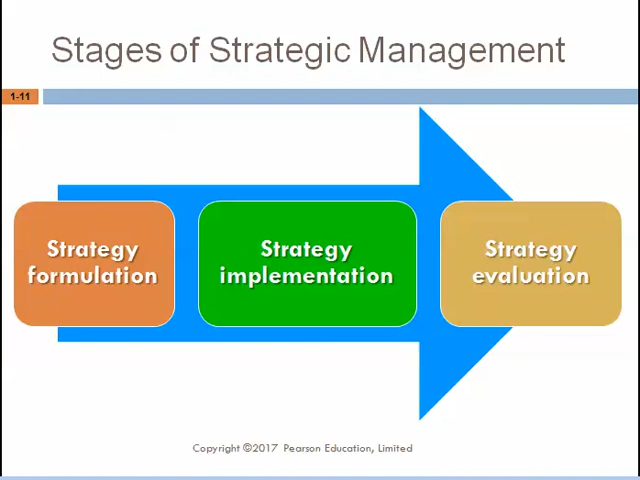 Stages of Strategic Management
1-11
Strategy
formulation
Strategy
implementation
Strategy
evaluation
Copyright ©2017 Pearson Education, Limited